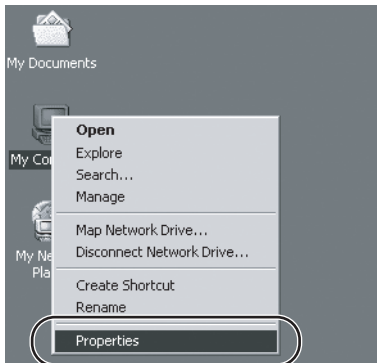 My Documents
My Co
Open
Explore
Search...
Manage
Map Network Drive...
Disconnect Network Drive...
My Ne
Pla
Create Shortcut
Rename
Properties